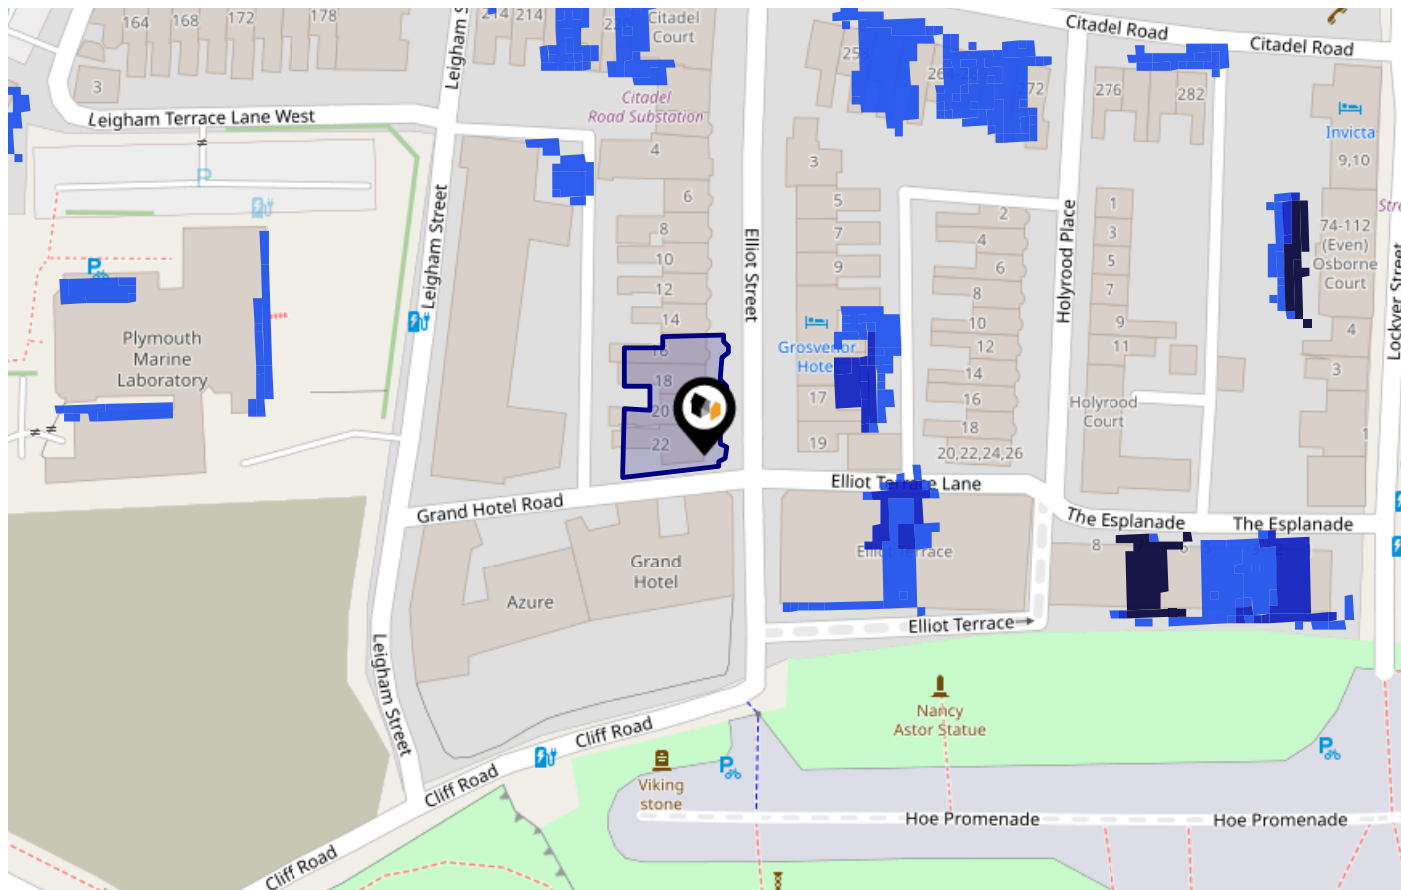 164
168
172
178
214
214
Citadel
Court
Citadel Road
Citadel Road
Leigham S
3
Leigham Terrace Lane West
Citadel
Road Substation
276
282
Invicta
9,10
4
3
6
5
8
7
10
9
12
14
2
4
6
8
10
12
14
16
18
20,22,24,26
1
3
5
7
9
11
74-112
(Even)
Osborne
Court
4
3
1
P
P
Leigham Street
Elliot Street
Holyrood Place
Lockyer Street
Plymouth
Marine
Laboratory
Grosvenor
Hotel
16
18
20
22
17
19
Holyrood
Court
Elliot Terrace Lane
Grand Hotel Road
The Esplanade
The Esplanade
Elliot Terrace
8
Grand
Hotel
Azure
Elliot Terrace
Leigham Street
Nancy
Astor Statue
Cliff Road
Cliff Road
Cliff Road
Viking
stone
P
P
Hoe Promenade
Hoe Promenade